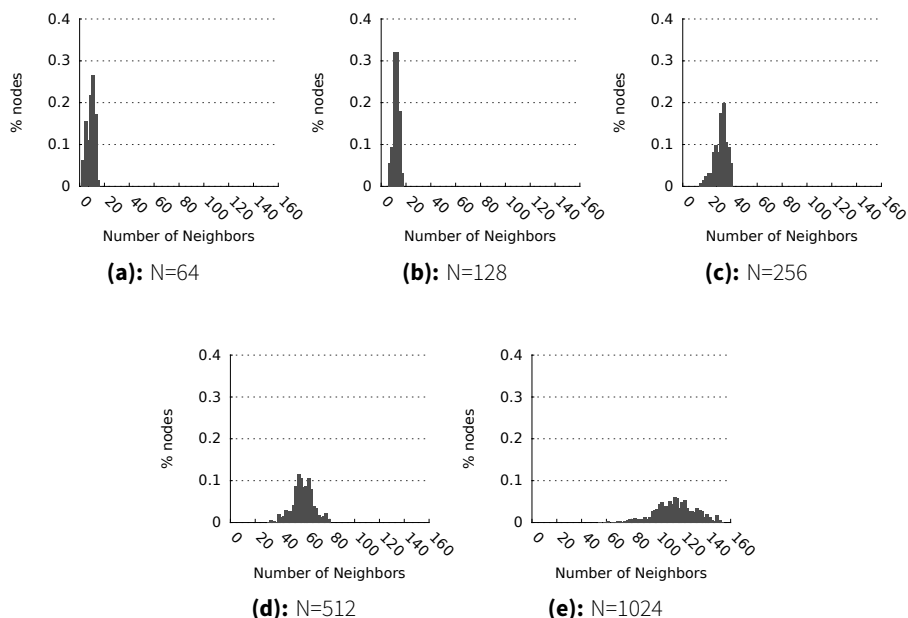 0.4
0.3
0.2
0.1
0
% nodes
0 20 40 60 80 100 120 140 160
Number of Neighbors
(a): N=64
0.4
0.3
0.2
0.1
0
% nodes
0 20 40 60 80 100 120 140 160
Number of Neighbors
(b): N=128
0.4
0.3
0.2
0.1
0
% nodes
0 20 40 60 80 100 120 140 160
Number of Neighbors
(c): N=256
0.4
0.3
0.2
0.1
0
% nodes
0 20 40 60 80 100 120 140 160
Number of Neighbors
(d): N=512
0.4
0.3
0.2
0.1
0
% nodes
0 20 40 60 80 100 120 140 160
Number of Neighbors
(e): N=1024